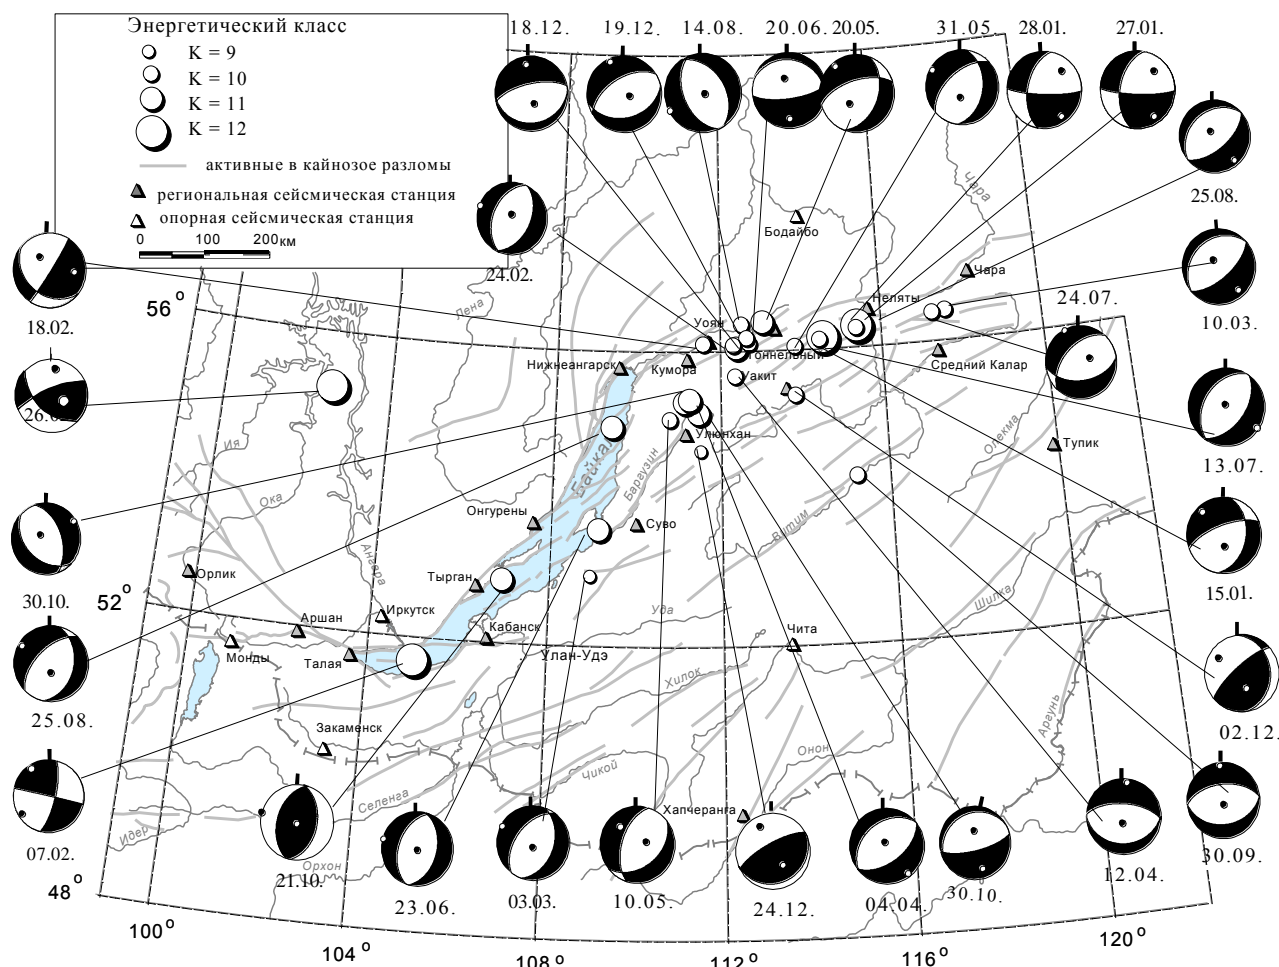 Энергетический класс
K = 9
K = 10
K = 11
K = 12
активные в кайнозое разломы
региональная сейсмическая станция
опорная сейсмическая станция
0 100 200км
18.12. 19.12. 14.08. 20.06. 20.05. 31.05 28.01. 27.01.
25.08.
24.02.
Чара
Бодайбо
Чара
18.02.
56°
Лена
Неляты
24.07.
10.03.
Уоян
Тоннельный
Нижнеангарск
Кумора
Уакит
Средний Калар
Ия
Байкал
Баргузин
Улюнхан
Олекма
Тупик
13.07.
Ока
Онгурены
Суво
Витим
Ангара
30.10.
52°
Орлик
Тырган
Уда
Шилка
15.01.
Аршан
Иркутск
Кабанск
Чита
Монды
Талая
Улан-Удэ
25.08.
Хилок
Аргунь
02.12.
Закаменск
Онон
Чикой
Селенга
Хапчеранга
Идер
07.02.
Орхон
30.09.
48°
21.10.
23.06. 03.03. 10.05. 24.12. 04.04. 30.10. 12.04.
100° 104° 108° 112° 116° 120°